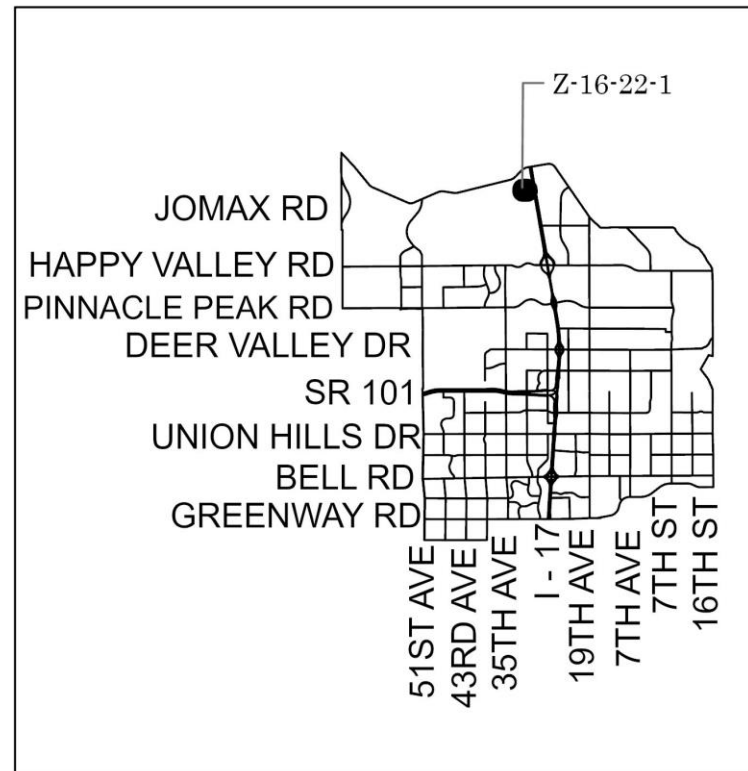 Z-16-22-1
JOMAX RD
HAPPY VALLEY RD
PINNACLE PEAK RD
DEER VALLEY DR
SR 101
UNION HILLS DR
BELL RD
GREENWAY RD
51ST AVE
43RD AVE
35TH AVE
I - 17
19TH AVE
7TH AVE
7TH ST
16TH ST